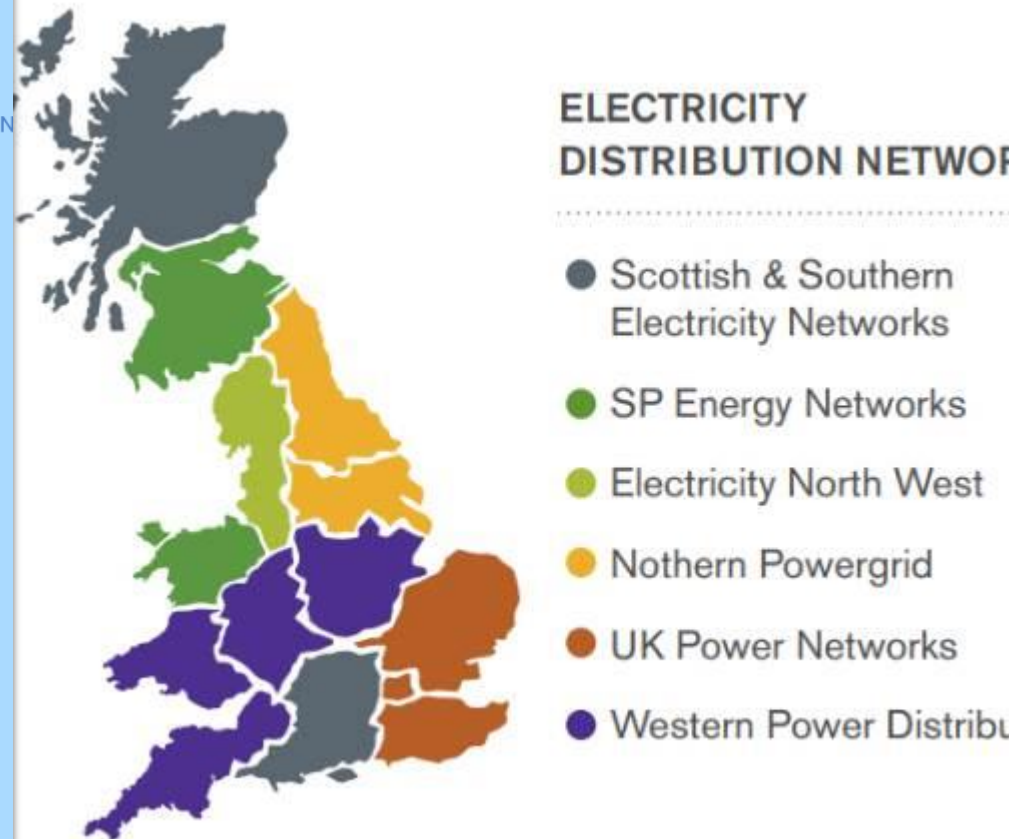 N
ELECTRICITY
DISTRIBUTION NETWOR
Scottish & Southern
Electricity Networks
SP Energy Networks
Electricity North West
Nothern Powergrid
UK Power Networks
Western Power Distribu